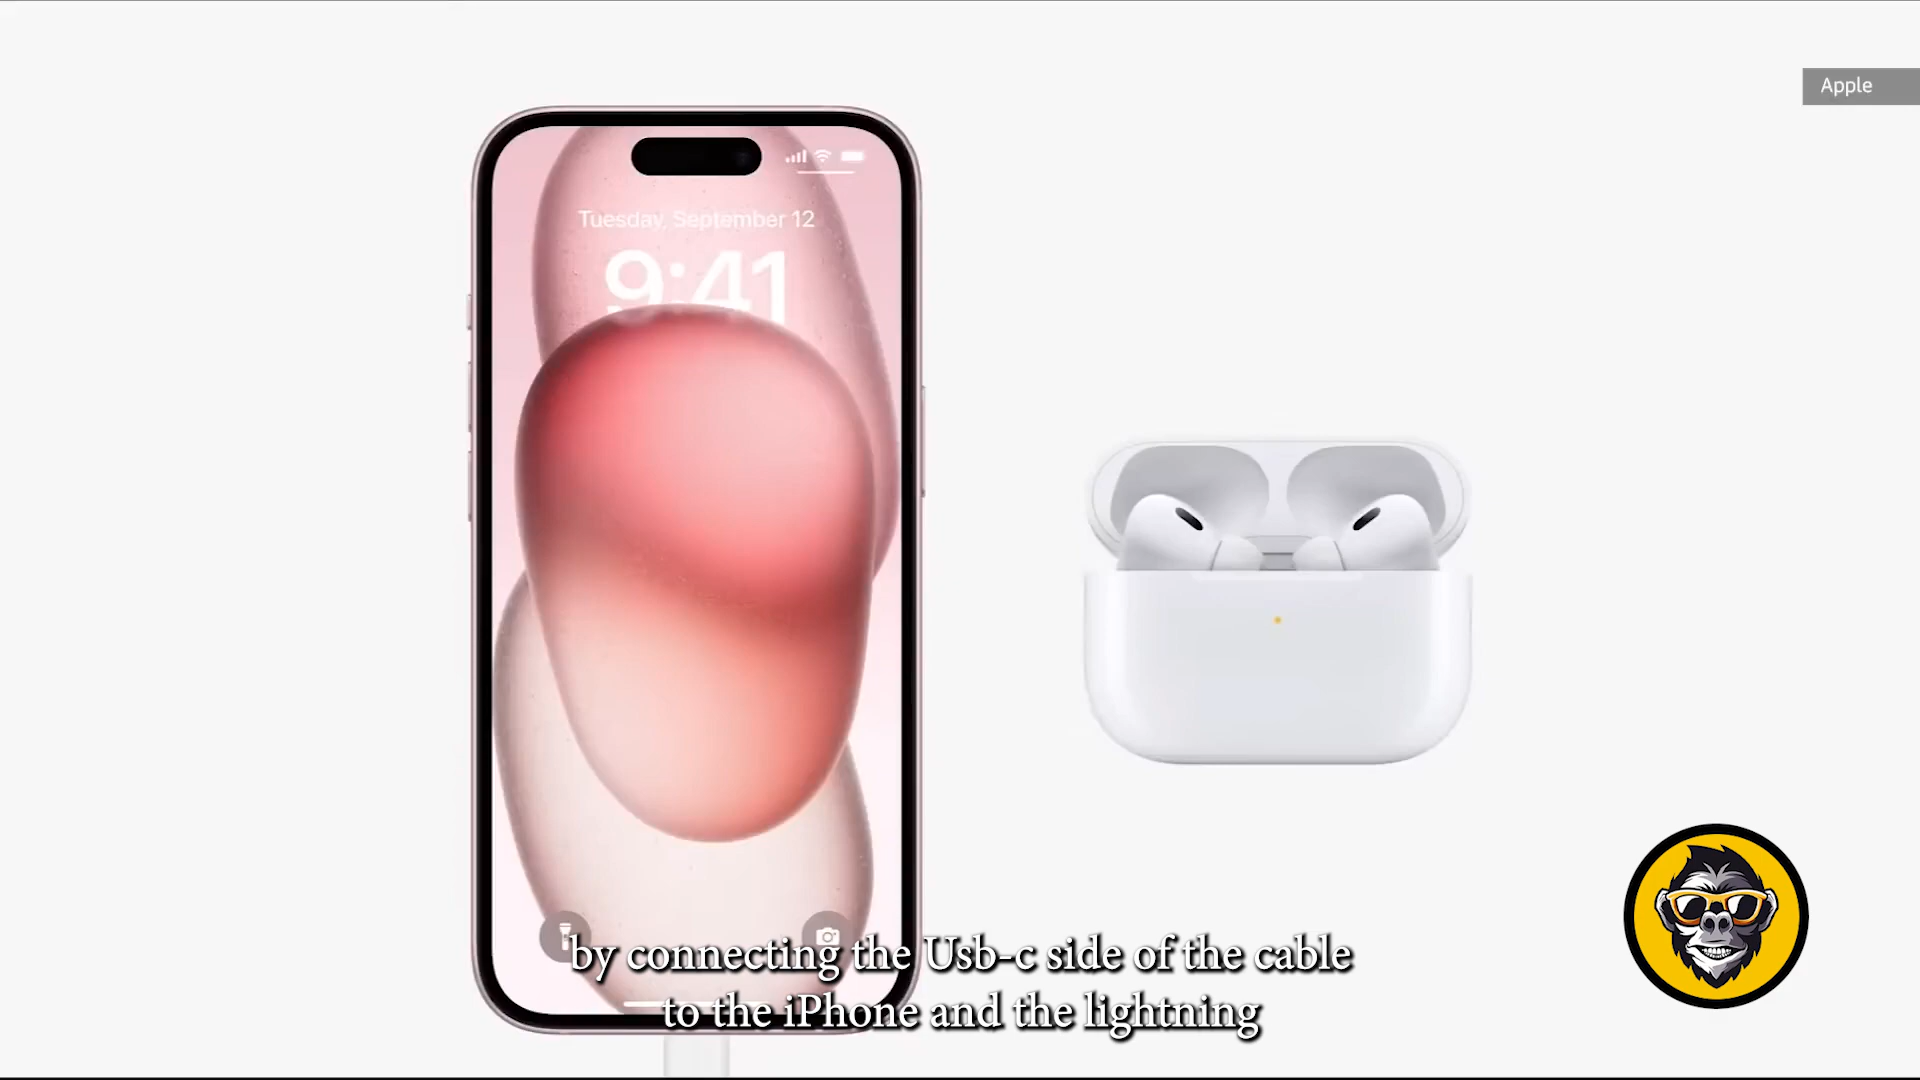 Apple
Tuesday, September 12
9:41
by connecting the Usb-c side of the cable
to the iPhone and the lightning